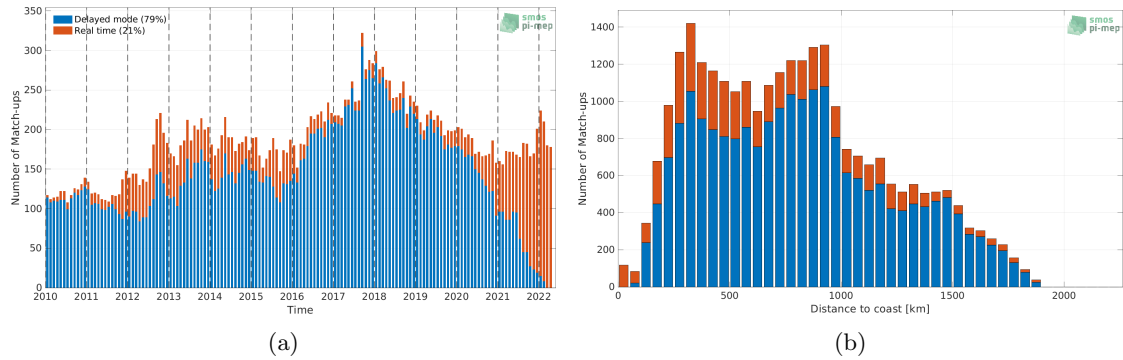 Delayed mode (79%)
Real time (21%)
smos
pi-mep
Number of Match-ups
350
300
250
200
150
100
50
0
2010 2011 2012 2013 2014 2015 2016 2017 2018 2019 2020 2021 2022
Time
(a)
smos
pi-mep
Number of Match-ups
1400
1200
1000
800
600
400
200
0
0 500 1000 1500 2000
Distance to coast [km]
(b)